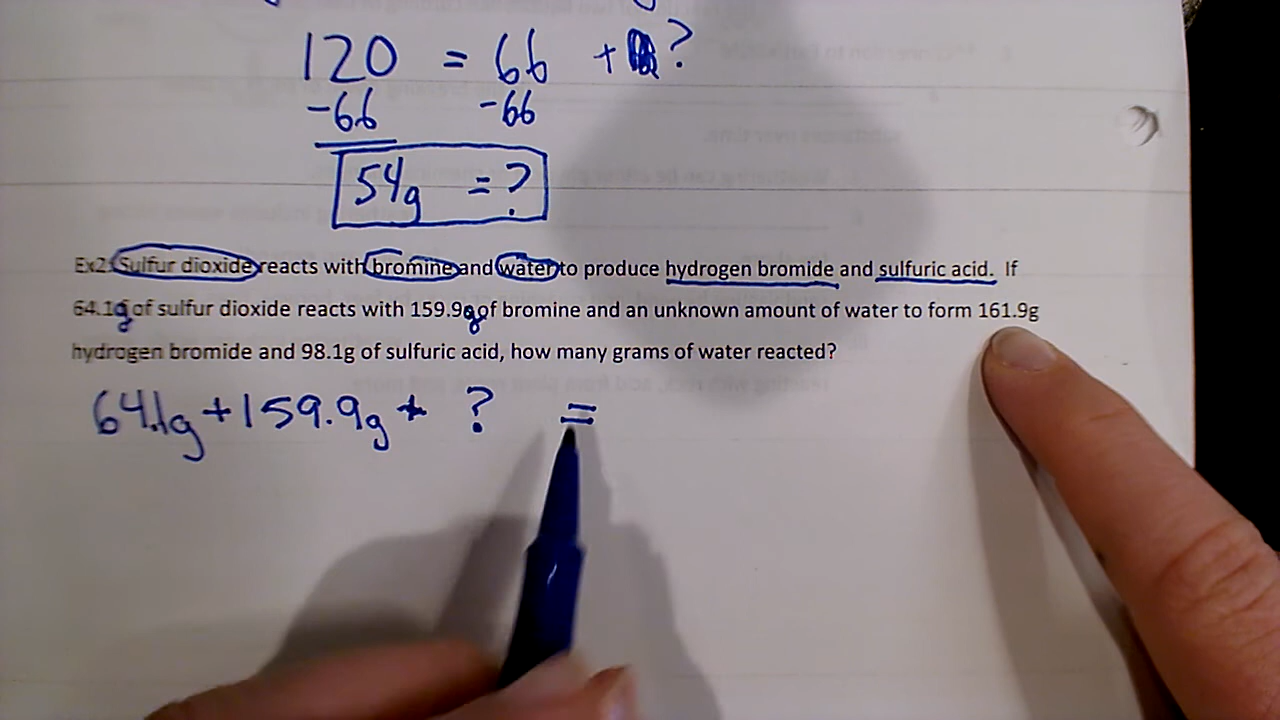 120 = 66 + ?
-66 -66
54g = ?
Ex2: Sulfur dioxide reacts with bromine and water to produce hydrogen bromide and sulfuric acid. If
64.1g of sulfur dioxide reacts with 159.9g of bromine and an unknown amount of water to form 161.9g
hydrogen bromide and 98.1g of sulfuric acid, how many grams of water reacted?
64.1g + 159.9g + ? =